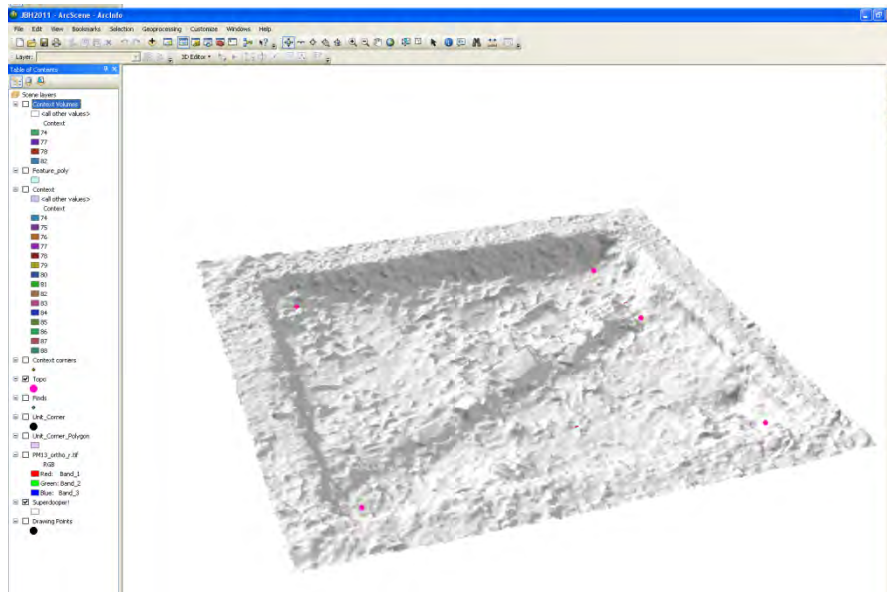 JBH2011 - ArcScene - ArcInfo
File Edit View Bookmarks Selection Geoprocessing Customize Windows Help
Layer: 3D Editor
Table of Contents
Scene layers
Context Volumes
<all other values>
Context
74
77
78
82
Feature_poly
Context
<all other values>
Context
74
75
76
77
78
79
80
81
82
83
84
85
86
87
88
Context corners
Topo
Finds
Unit_Corner
Unit_Corner_Polygon
PM13_ortho_r.tif
RGB
Red: Band_1
Green: Band_2
Blue: Band_3
Superdooper!
Drawing Points